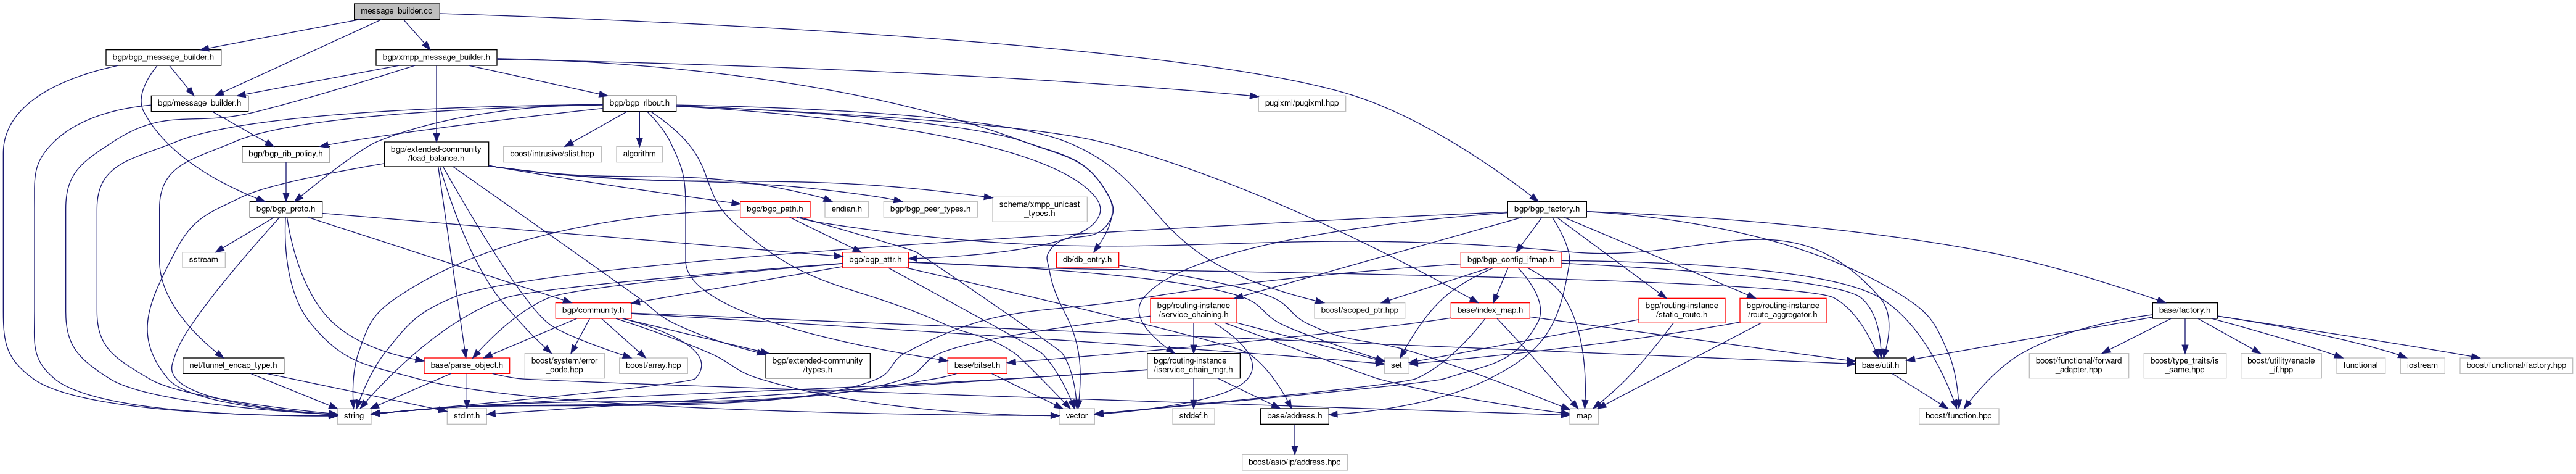 message_builder.cc
bgp/bgp_message_builder.h
bgp/xmpp_message_builder.h
bgp/message_builder.h
bgp/bgp_ribout.h
pugixml/pugixml.hpp
bgp/bgp_rib_policy.h
bgp/extended-community
/load_balance.h
boost/intrusive/slist.hpp
algorithm
bgp/bgp_proto.h
bgp/bgp_path.h
endian.h
bgp/bgp_peer_types.h
schema/xmpp_unicast
_types.h
bgp/bgp_factory.h
sstream
bgp/bgp_attr.h
db/db_entry.h
bgp/bgp_config_ifmap.h
bgp/community.h
bgp/routing-instance
/service_chaining.h
boost/scoped_ptr.hpp
base/index_map.h
bgp/routing-instance
/static_route.h
bgp/routing-instance
/route_aggregator.h
base/factory.h
net/tunnel_encap_type.h
base/parse_object.h
boost/system/error
_code.hpp
boost/array.hpp
bgp/extended-community
/types.h
base/bitset.h
bgp/routing-instance
/iservice_chain_mgr.h
set
base/util.h
boost/functional/forward
_adapter.hpp
boost/type_traits/is
_same.hpp
boost/utility/enable
_if.hpp
functional
iostream
boost/functional/factory.hpp
string
stdint.h
vector
stddef.h
base/address.h
map
boost/function.hpp
boost/asio/ip/address.hpp